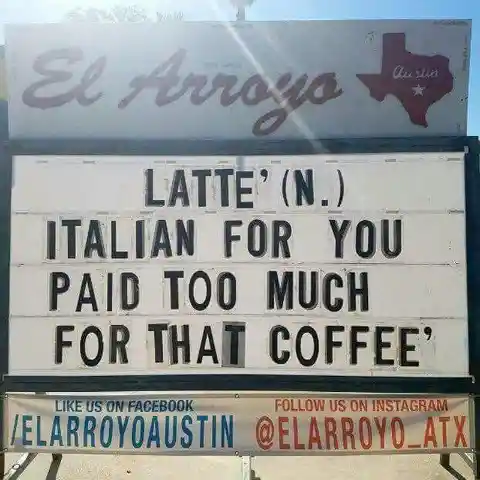 El Arroyo
Austin
LATTE' (N.)
ITALIAN FOR YOU
PAID TOO MUCH
FOR THAT COFFEE'
LIKE US ON FACEBOOK
/ELARROYOAUSTIN
FOLLOW US ON INSTAGRAM
@ELARROYO_ATX